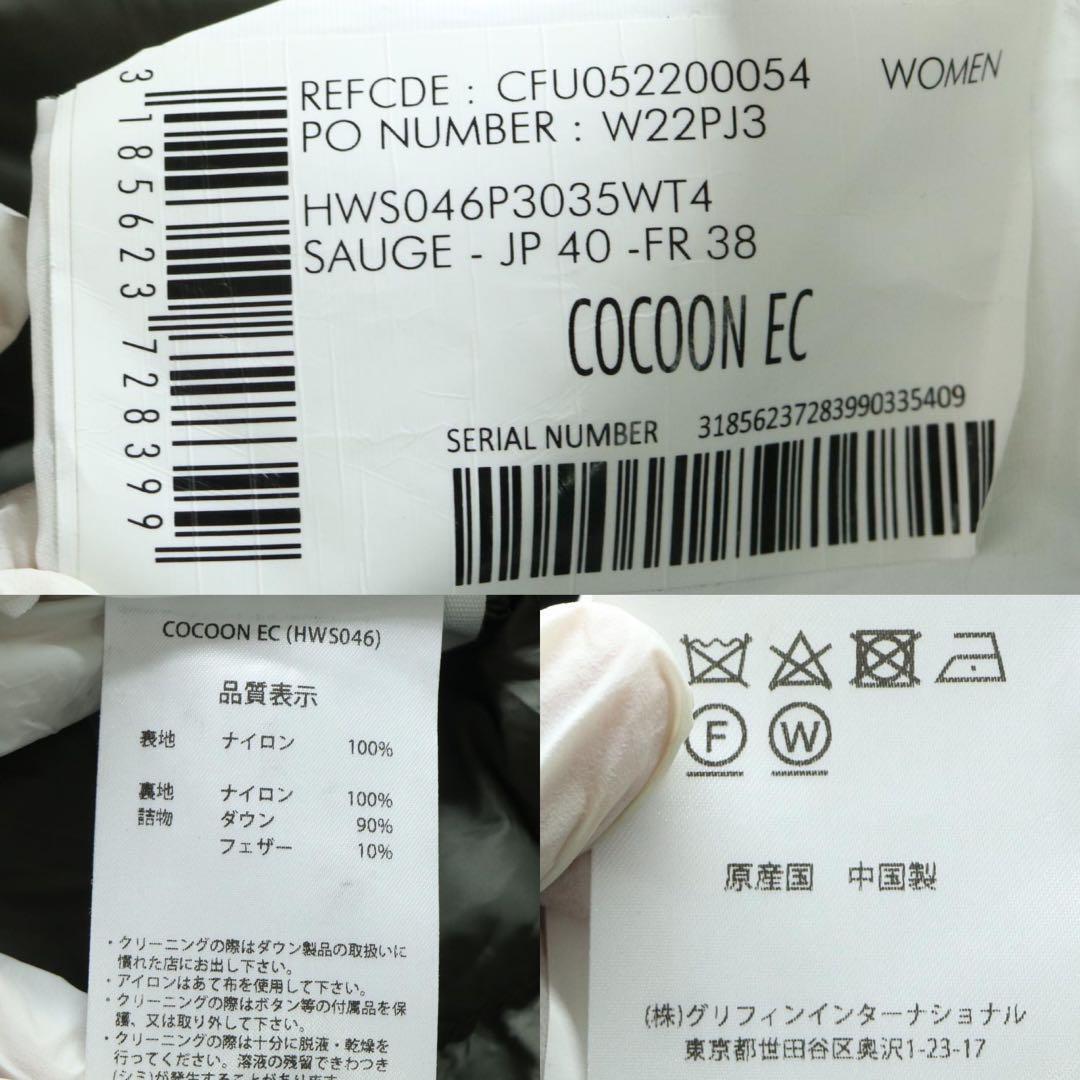 REFCDE : CFU052200054 WOMEN
PO NUMBER : W22PJ3
HWS046P3035WT4
SAUGE - JP 40 -FR 38
COCOON EC
SERIAL NUMBER 31856237283990335409
3 185623 728399
COCOON EC (HWS046)
品質表示
表地 ナイロン 100%
裏地 ナイロン 100%
詰物 ダウン 90%
フェザー 10%
・クリーニングの際はダウン製品の取扱いに
慣れた店にお出し下さい。
・アイロンはあて布を使用して下さい。
・クリーニングの際はボタン等の付属品を保
護、又は取り外して下さい。
・クリーニングの際は十分に脱液・乾燥を
行ってください。溶液の残留できわつき
(シミ)が発生することがあります
F W
原産国 中国製
(株)グリフィンインターナショナル
東京都世田谷区奥沢1-23-17